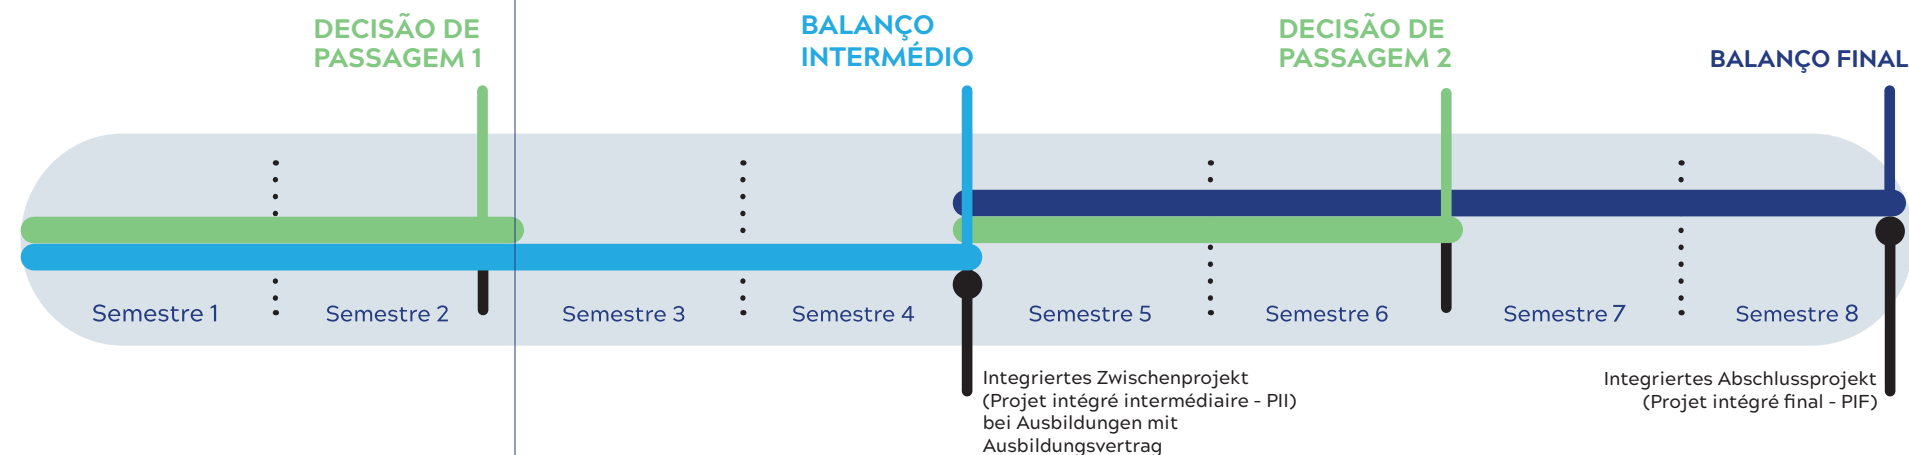 DECISÃO DE
PASSAGEM 1
BALANÇO
INTERMÉDIO
DECISÃO DE
PASSAGEM 2
BALANÇO FINAL
Semestre 1
Semestre 2
Semestre 3
Semestre 4
Semestre 5
Semestre 6
Semestre 7
Semestre 8
Integriertes Zwischenprojekt
(Projet intégré intermédiaire - PII)
bei Ausbildungen mit
Ausbildungsvertrag
Integriertes Abschlussprojekt
(Projet intégré final - PIF)